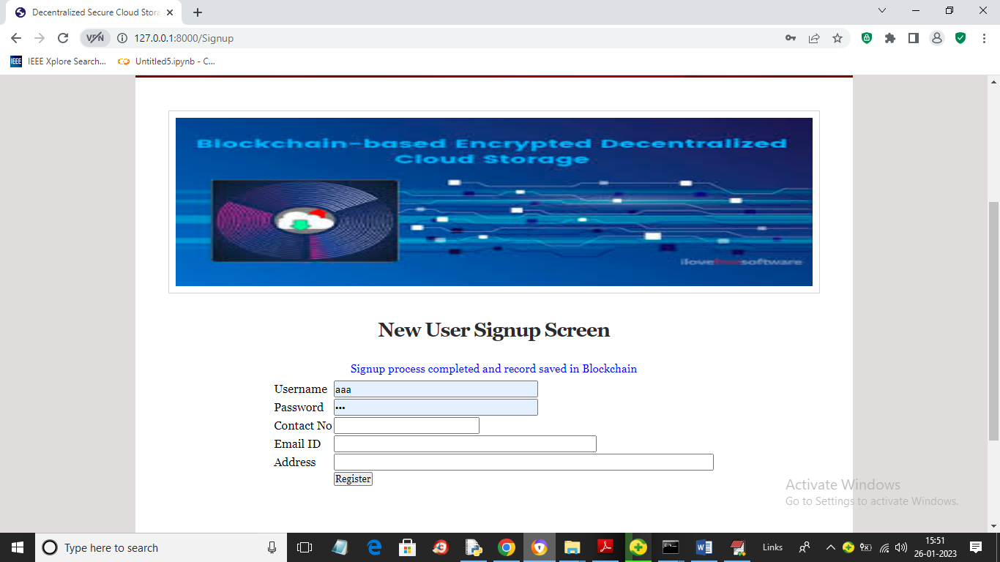 Decentralized Secure Cloud Stora
VPN
127.0.0.1:8000/Signup
IEEE
IEEE Xplore Search...
Untitled5.ipynb - C...
Blockchain-based Encrypted Decentralized
Cloud Storage
ilovefreesoftware
New User Signup Screen
Signup process completed and record saved in Blockchain
Username aaa
Password •••
Contact No
Email ID
Address
Register
Activate Windows
Go to Settings to activate Windows.
Type here to search
Links
15:51
26-01-2023